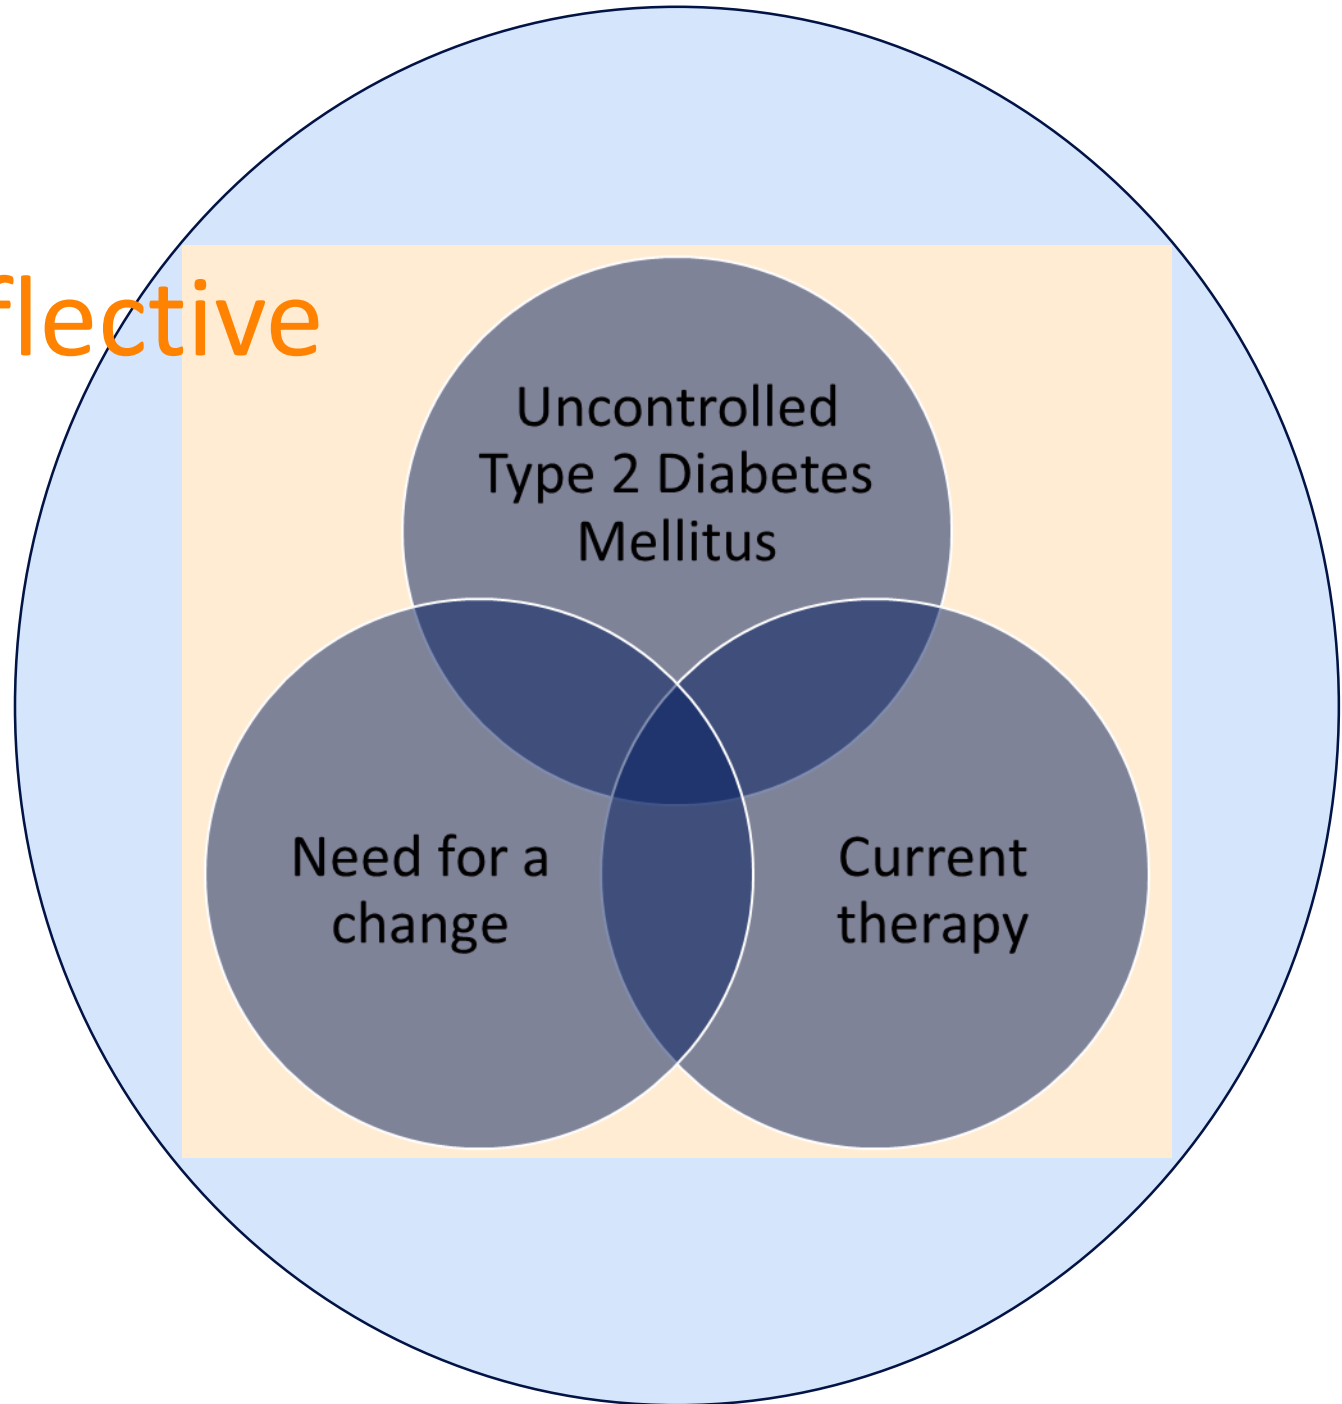 flective
Uncontrolled
Type 2 Diabetes
Mellitus
Need for a
change
Current
therapy